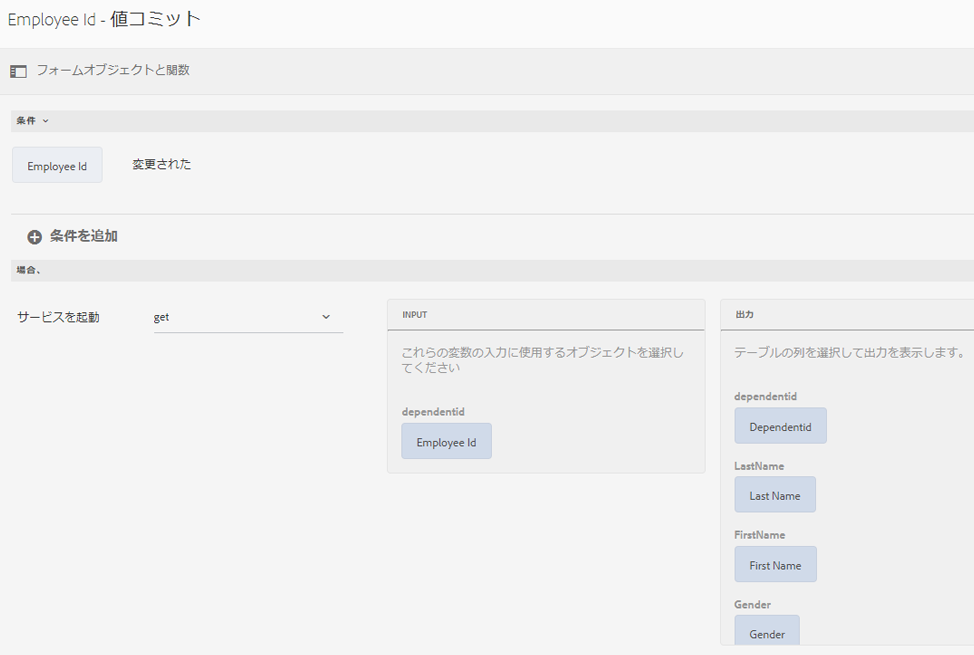 Employee Id - 値コミット
フォームオブジェクトと関数
条件
Employee Id 変更された
条件を追加
場合、
サービスを起動 get
INPUT
これらの変数の入力に使用するオブジェクトを選択し
てください
dependentid
Employee Id
出力
テーブルの列を選択して出力を表示します。
dependentid
Dependentid
LastName
Last Name
FirstName
First Name
Gender
Gender